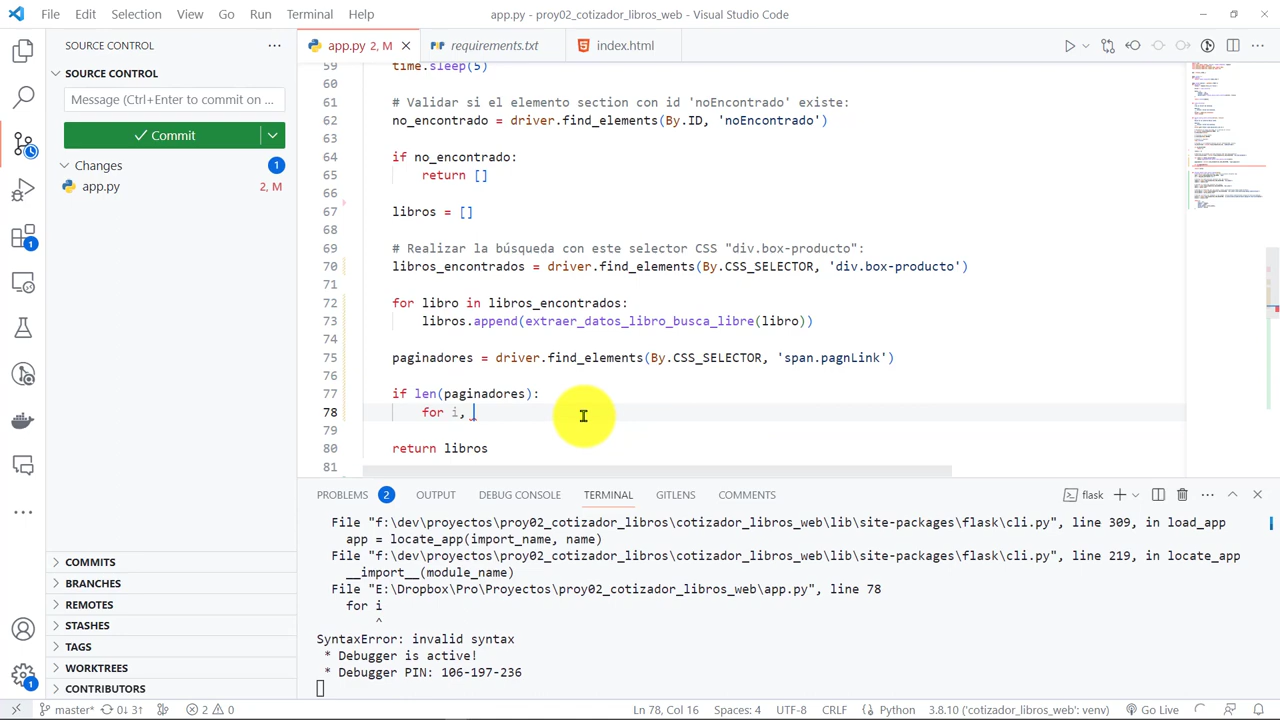 File Edit Selection View Go Run Terminal Help
app.py - proy02_cotizador_libros_web - Visual Studio Code
SOURCE CONTROL
SOURCE CONTROL
Message (Ctrl+Enter to commit on ...
Commit
Changes 1
app.py 2, M
COMMITS
BRANCHES
REMOTES
STASHES
TAGS
WORKTREES
CONTRIBUTORS
1
1
app.py 2, M
requirements.txt
index.html
59 time.sleep(5)
60
61 # Validar si el elemento con id 'noEncontrado' existe:
62 no_encontrado = driver.find_elements(By.ID, 'noEncontrado')
63
64 if len(no_encontrado):
65 return []
66
67 libros = []
68
69 # Realizar la búsqueda con este selector CSS "div.box-producto":
70 libros_encontrados = driver.find_elements(By.CSS_SELECTOR, 'div.box-producto')
71
72 for libro in libros_encontrados:
73 libros.append(extraer_datos_libro_busca_libre(libro))
74
75 paginadores = driver.find_elements(By.CSS_SELECTOR, 'span.pagnLink')
76
77 if len(paginadores):
78 for i,
79
80 return libros
81
PROBLEMS 2 OUTPUT DEBUG CONSOLE TERMINAL GITLENS COMMENTS
flask
File "f:\dev\proyectos\proy02_cotizador_libros\cotizador_libros_web\lib\site-packages\flask\cli.py", line 309, in load_app
app = locate_app(import_name, name)
File "f:\dev\proyectos\proy02_cotizador_libros\cotizador_libros_web\lib\site-packages\flask\cli.py", line 219, in locate_app
__import__(module_name)
File "E:\Dropbox\Pro\Proyectos\proy02_cotizador_libros_web\app.py", line 78
for i
^
SyntaxError: invalid syntax
* Debugger is active!
* Debugger PIN: 106-197-236
master* 0↓ 3↑ 2 0 Ln 78, Col 16 Spaces: 4 UTF-8 CRLF Python 3.8.10 ('cotizador_libros_web': venv) Go Live